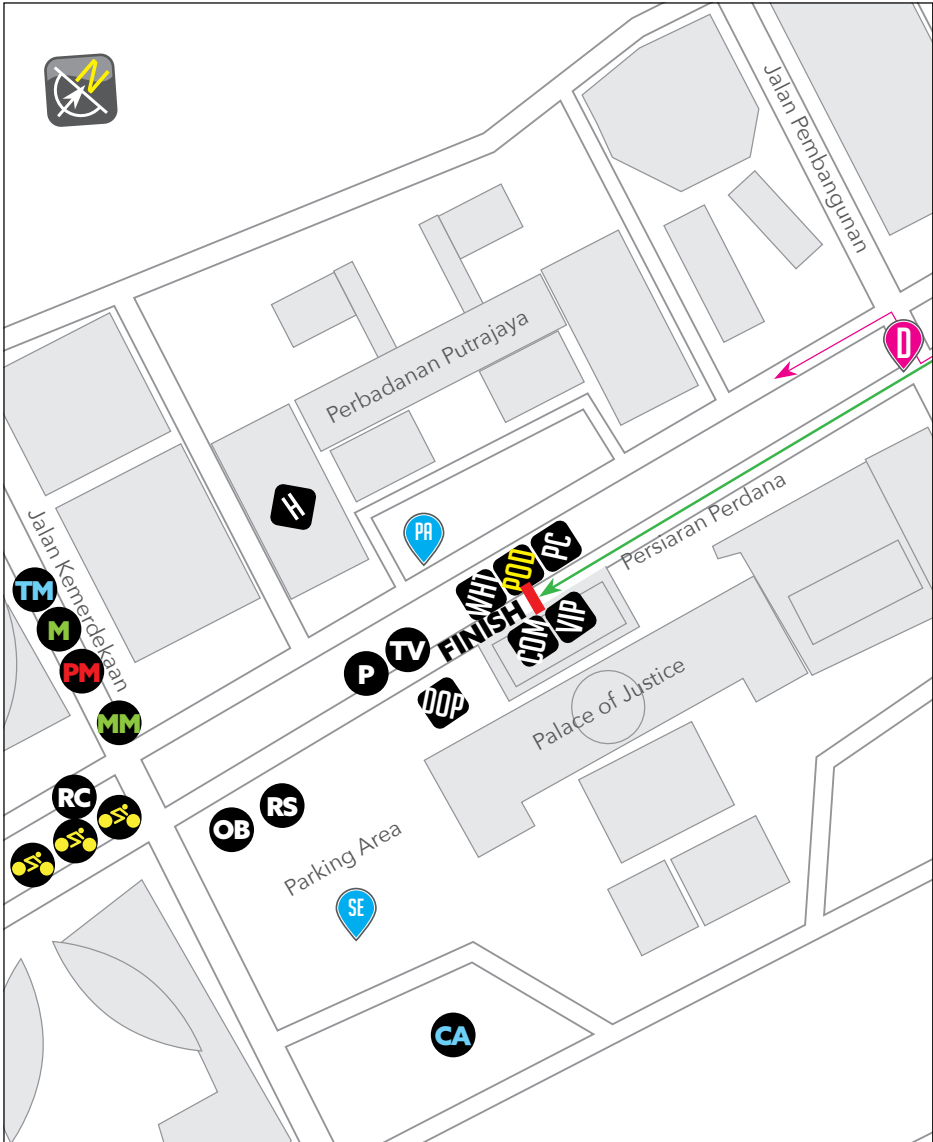 N
Jalan Pembangunan
D
Perbadanan Putrajaya
H
PA
Persiaran Perdana
PC
POD
WHT
FINISH
VIP
COM
TV
P
DOP
Palace of Justice
Jalan Kemerdekaan
TM
M
PM
MM
RC
RS
OB
Parking Area
SE
CA